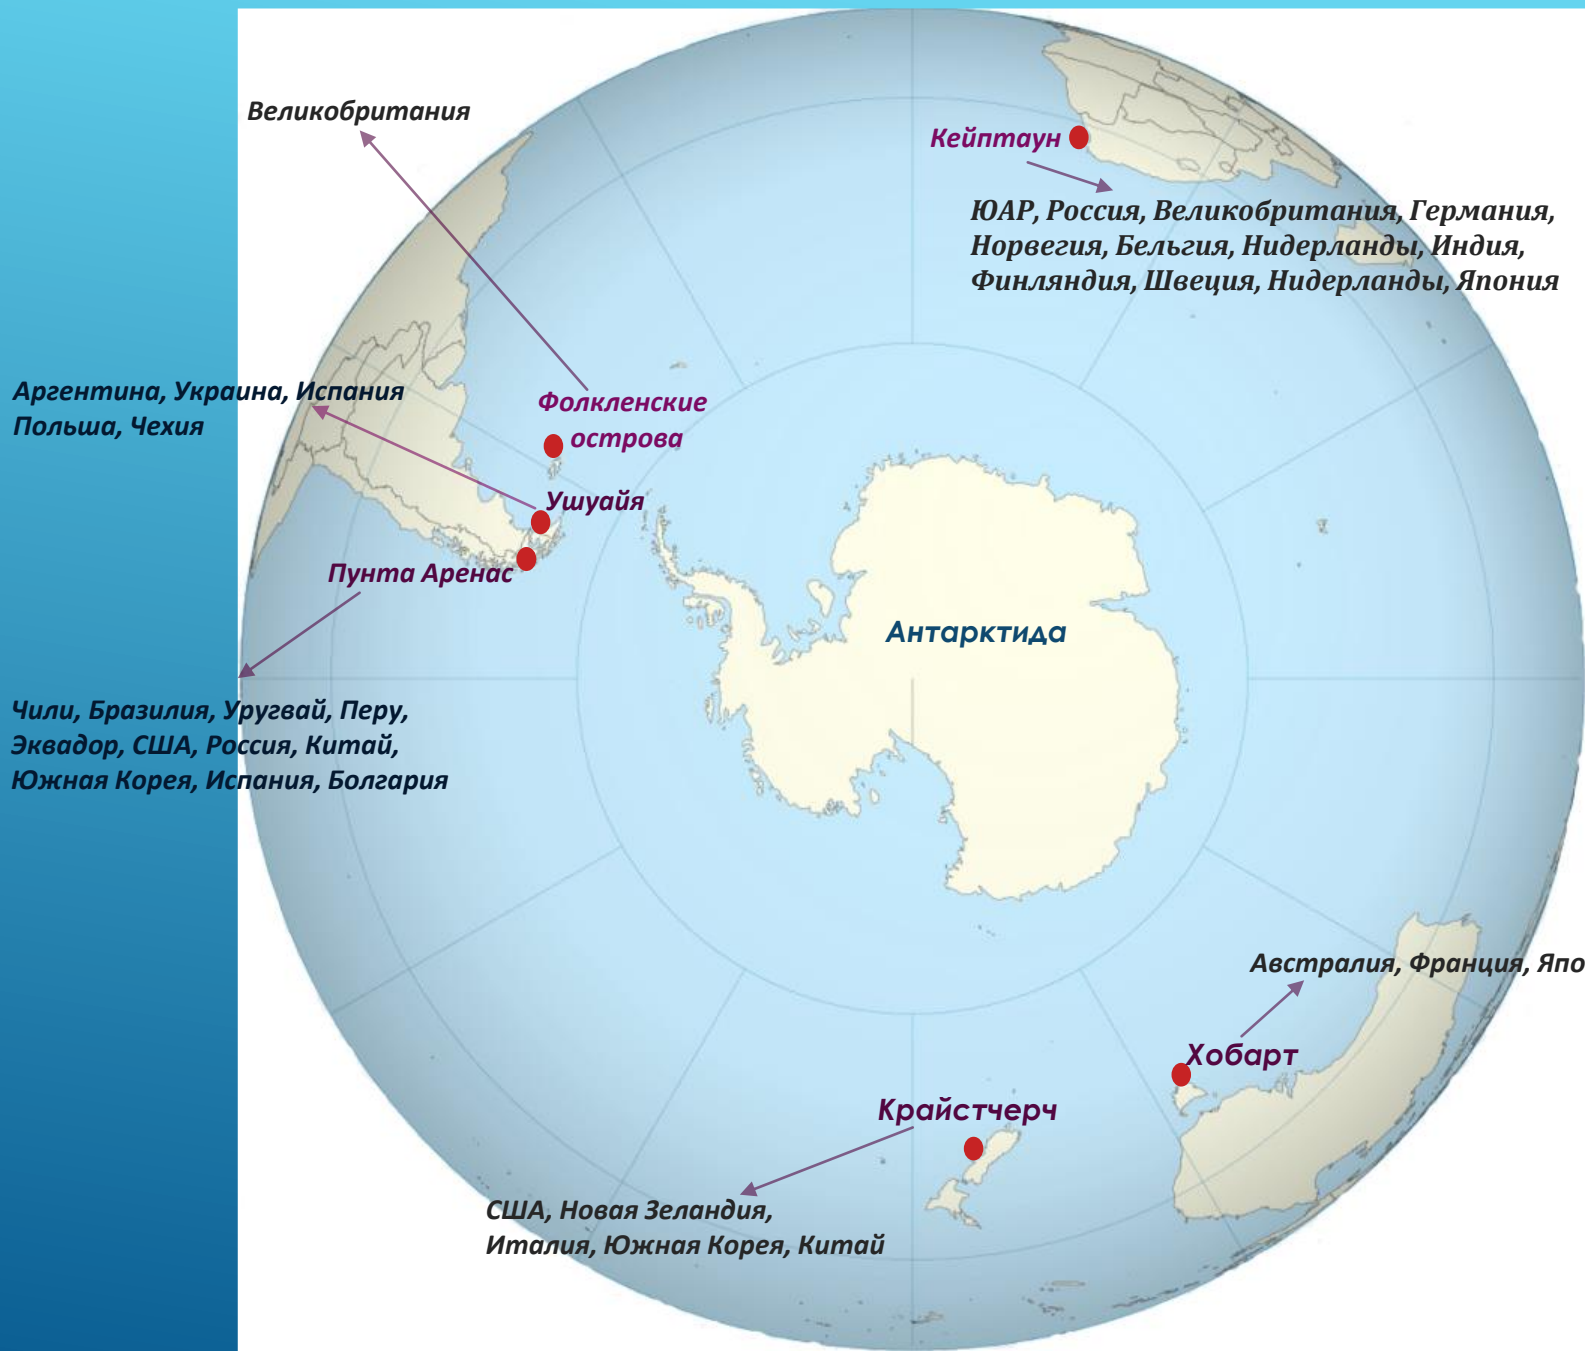 Великобритания
Кейптаун
ЮАР, Россия, Великобритания, Германия,
Норвегия, Бельгия, Нидерланды, Индия,
Финляндия, Швеция, Нидерланды, Япония
Аргентина, Украина, Испания
Польша, Чехия
Фолкленские
острова
Ушуайя
Пунта Аренас
Антарктида
Чили, Бразилия, Уругвай, Перу,
Эквадор, США, Россия, Китай,
Южная Корея, Испания, Болгария
Австралия, Франция, Япо
Хобарт
Крайстчерч
США, Новая Зеландия,
Италия, Южная Корея, Китай